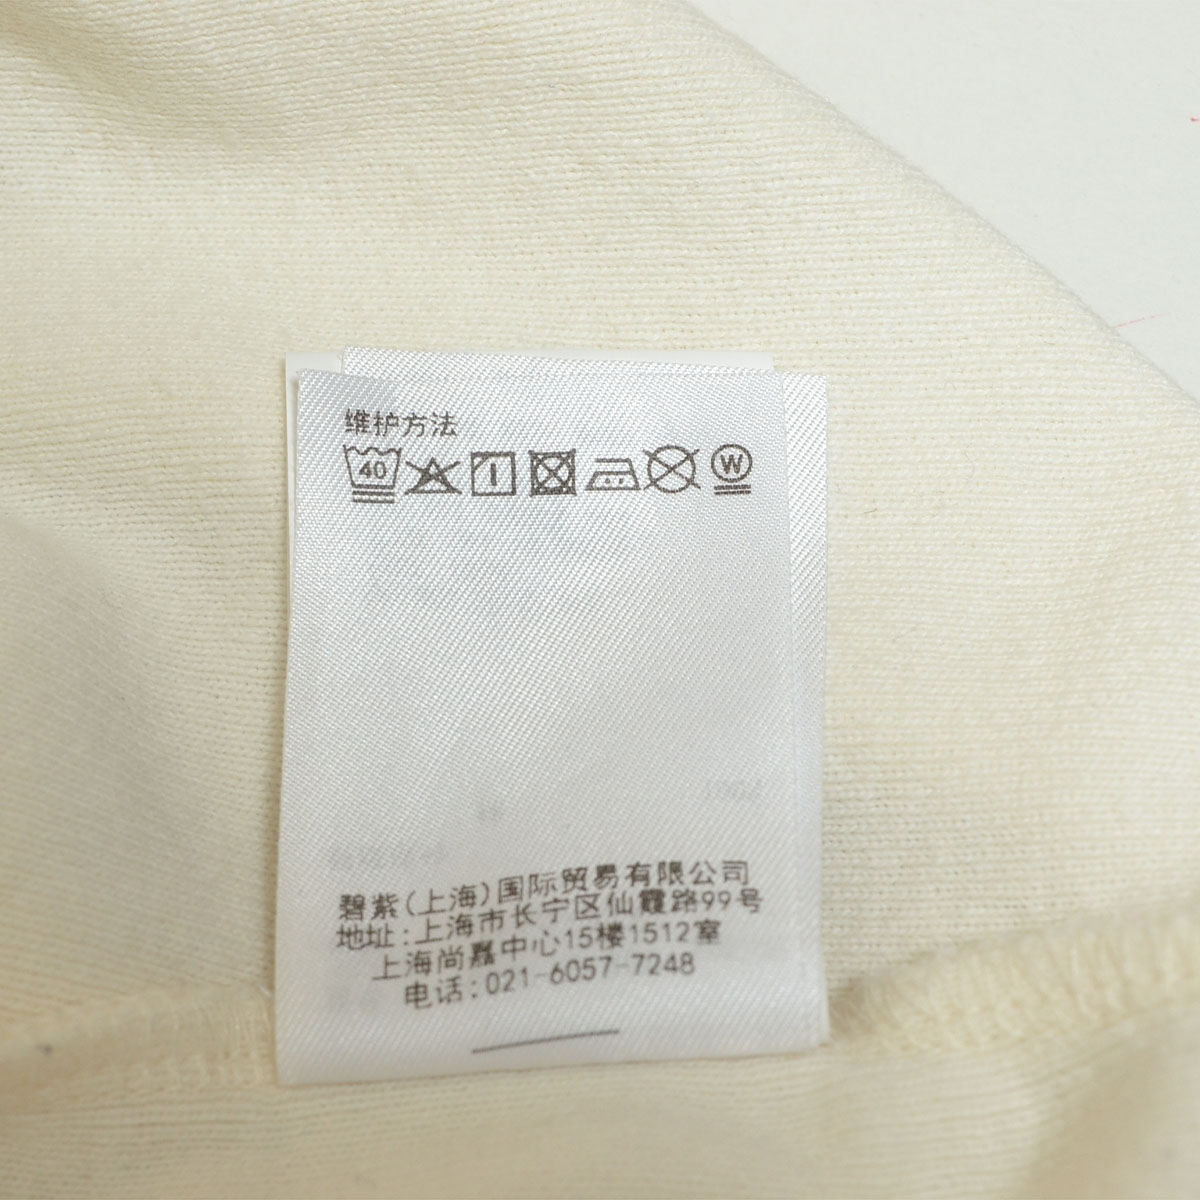 维护方法
40 W
碧紫(上海)国际贸易有限公司
地址:上海市长宁区仙霞路99号
上海尚嘉中心15楼1512室
电话:021-6057-7248